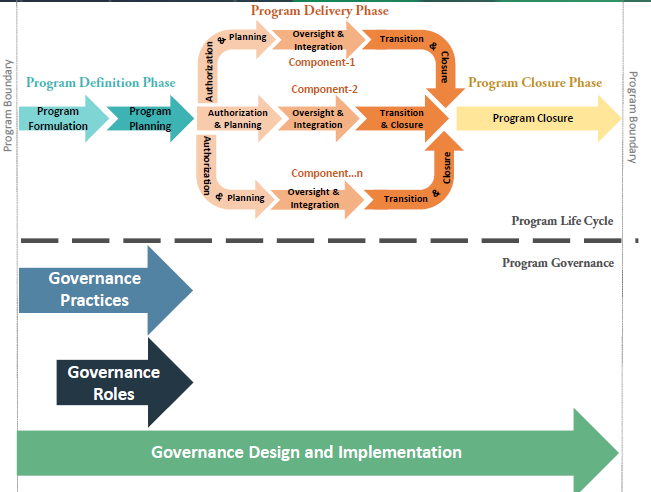 Program Delivery Phase
Authorization
&
Planning
Oversight &
Integration
Transition
&
Closure
Component-1
Program Boundary
Program Definition Phase
Program
Formulation
Program
Planning
Component-2
Authorization
& Planning
Oversight &
Integration
Transition
& Closure
Program Closure Phase
Program Closure
Program Boundary
Authorization
&
Planning
Component...n
Oversight &
Integration
Transition
&
Closure
Program Life Cycle
Program Governance
Governance
Practices
Governance
Roles
Governance Design and Implementation